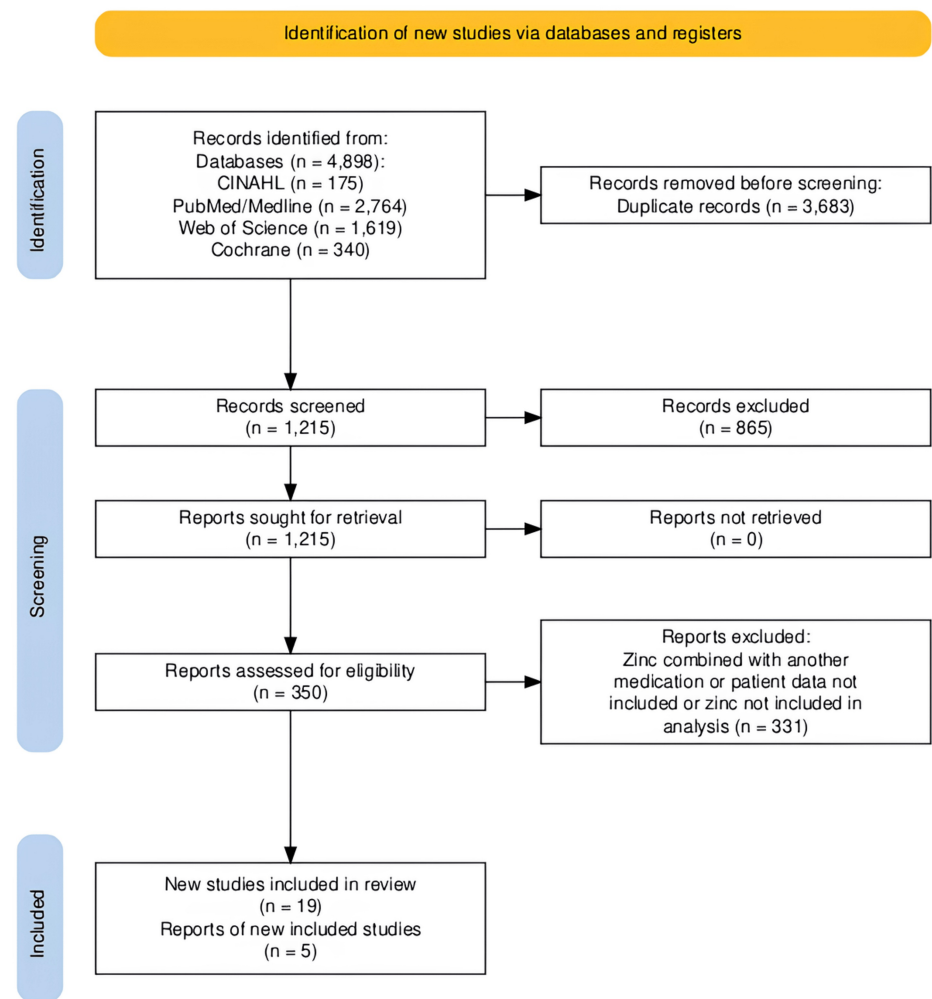 Identification of new studies via databases and registers
Identification
Records identified from:
Databases (n = 4,898):
CINAHL (n = 175)
PubMed/Medline (n = 2,764)
Web of Science (n = 1,619)
Cochrane (n = 340)
Records removed before screening:
Duplicate records (n = 3,683)
Screening
Records screened
(n = 1,215)
Records excluded
(n = 865)
Reports sought for retrieval
(n = 1,215)
Reports not retrieved
(n = 0)
Reports assessed for eligibility
(n = 350)
Reports excluded:
Zinc combined with another
medication or patient data not
included or zinc not included in
analysis (n = 331)
Included
New studies included in review
(n = 19)
Reports of new included studies
(n = 5)